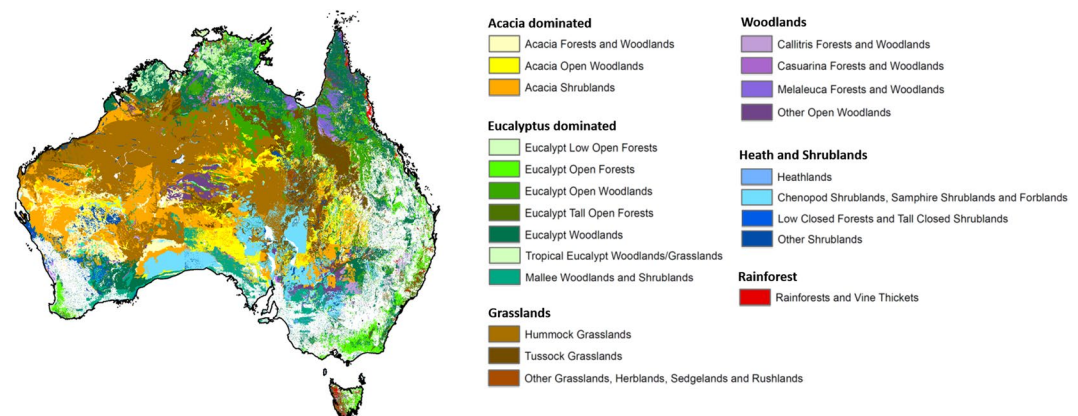 Acacia dominated
Acacia Forests and Woodlands
Acacia Open Woodlands
Acacia Shrublands
Eucalyptus dominated
Eucalypt Low Open Forests
Eucalypt Open Forests
Eucalypt Open Woodlands
Eucalypt Tall Open Forests
Eucalypt Woodlands
Tropical Eucalypt Woodlands/Grasslands
Mallee Woodlands and Shrublands
Grasslands
Hummock Grasslands
Tussock Grasslands
Other Grasslands, Herblands, Sedgelands and Rushlands
Woodlands
Callitris Forests and Woodlands
Casuarina Forests and Woodlands
Melaleuca Forests and Woodlands
Other Open Woodlands
Heath and Shrublands
Heathlands
Chenopod Shrublands, Samphire Shrublands and Forblands
Low Closed Forests and Tall Closed Shrublands
Other Shrublands
Rainforest
Rainforests and Vine Thickets